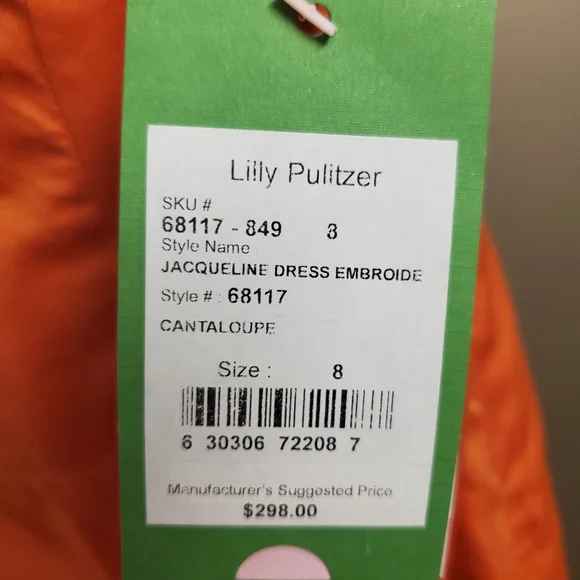 Lilly Pulitzer
SKU #
68117 - 849 8
Style Name
JACQUELINE DRESS EMBROIDE
Style # : 68117
CANTALOUPE
Size : 8
6 30306 72208 7
Manufacturer's Suggested Price
$298.00